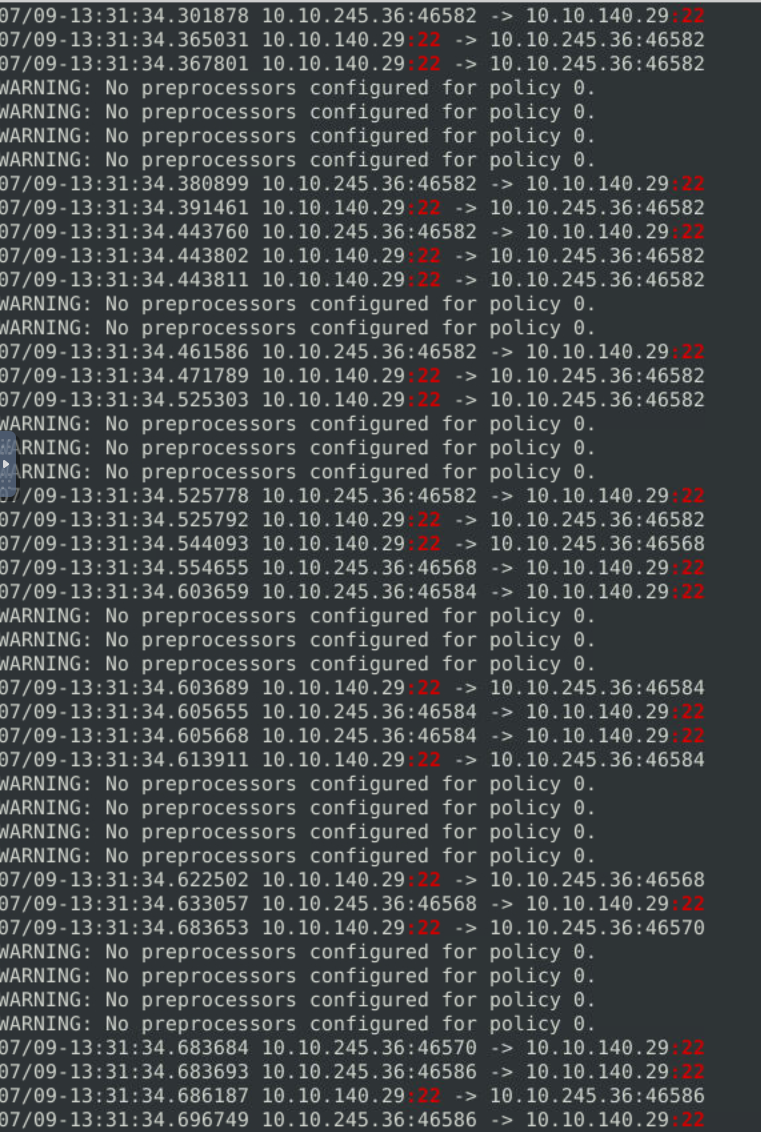 07/09-13:31:34.301878 10.10.245.36:46582 -> 10.10.140.29:22
07/09-13:31:34.365031 10.10.140.29:22 -> 10.10.245.36:46582
07/09-13:31:34.367801 10.10.140.29:22 -> 10.10.245.36:46582
WARNING: No preprocessors configured for policy 0.
WARNING: No preprocessors configured for policy 0.
WARNING: No preprocessors configured for policy 0.
WARNING: No preprocessors configured for policy 0.
07/09-13:31:34.380899 10.10.245.36:46582 -> 10.10.140.29:22
07/09-13:31:34.391461 10.10.140.29:22 -> 10.10.245.36:46582
07/09-13:31:34.443760 10.10.245.36:46582 -> 10.10.140.29:22
07/09-13:31:34.443802 10.10.140.29:22 -> 10.10.245.36:46582
07/09-13:31:34.443811 10.10.140.29:22 -> 10.10.245.36:46582
WARNING: No preprocessors configured for policy 0.
WARNING: No preprocessors configured for policy 0.
07/09-13:31:34.461586 10.10.245.36:46582 -> 10.10.140.29:22
07/09-13:31:34.471789 10.10.140.29:22 -> 10.10.245.36:46582
07/09-13:31:34.525303 10.10.140.29:22 -> 10.10.245.36:46582
WARNING: No preprocessors configured for policy 0.
WARNING: No preprocessors configured for policy 0.
WARNING: No preprocessors configured for policy 0.
07/09-13:31:34.525778 10.10.245.36:46582 -> 10.10.140.29:22
07/09-13:31:34.525792 10.10.140.29:22 -> 10.10.245.36:46582
07/09-13:31:34.544093 10.10.140.29:22 -> 10.10.245.36:46568
07/09-13:31:34.554655 10.10.245.36:46568 -> 10.10.140.29:22
07/09-13:31:34.603659 10.10.245.36:46584 -> 10.10.140.29:22
WARNING: No preprocessors configured for policy 0.
WARNING: No preprocessors configured for policy 0.
WARNING: No preprocessors configured for policy 0.
07/09-13:31:34.603689 10.10.140.29:22 -> 10.10.245.36:46584
07/09-13:31:34.605655 10.10.245.36:46584 -> 10.10.140.29:22
07/09-13:31:34.605668 10.10.245.36:46584 -> 10.10.140.29:22
07/09-13:31:34.613911 10.10.140.29:22 -> 10.10.245.36:46584
WARNING: No preprocessors configured for policy 0.
WARNING: No preprocessors configured for policy 0.
WARNING: No preprocessors configured for policy 0.
WARNING: No preprocessors configured for policy 0.
07/09-13:31:34.622502 10.10.140.29:22 -> 10.10.245.36:46568
07/09-13:31:34.633057 10.10.245.36:46568 -> 10.10.140.29:22
07/09-13:31:34.683653 10.10.140.29:22 -> 10.10.245.36:46570
WARNING: No preprocessors configured for policy 0.
WARNING: No preprocessors configured for policy 0.
WARNING: No preprocessors configured for policy 0.
WARNING: No preprocessors configured for policy 0.
07/09-13:31:34.683684 10.10.245.36:46570 -> 10.10.140.29:22
07/09-13:31:34.683693 10.10.245.36:46586 -> 10.10.140.29:22
07/09-13:31:34.686187 10.10.140.29:22 -> 10.10.245.36:46586
07/09-13:31:34.696749 10.10.245.36:46586 -> 10.10.140.29:22